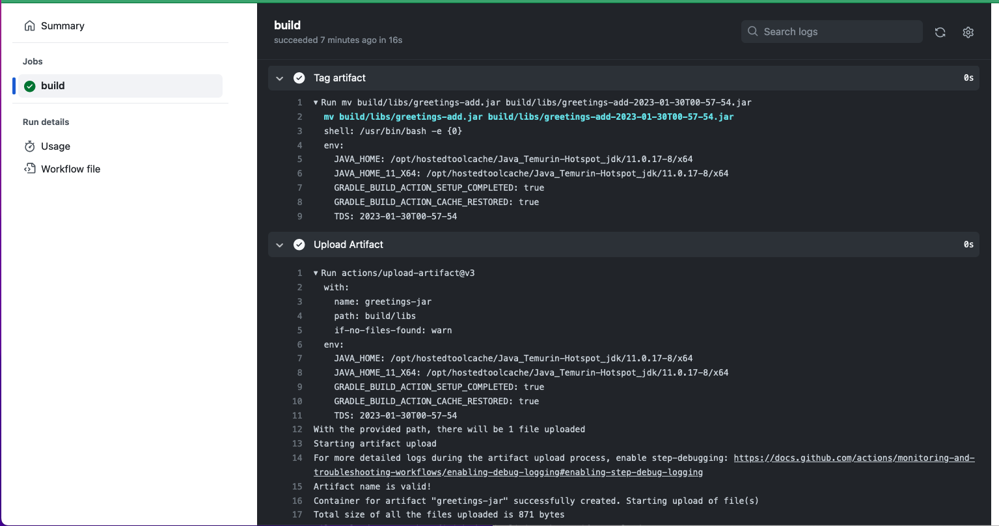 Summary
Jobs
build
Run details
Usage
Workflow file
build
succeeded 7 minutes ago in 16s
Search logs
Tag artifact 0s
1 ▼ Run mv build/libs/greetings-add.jar build/libs/greetings-add-2023-01-30T00-57-54.jar
2 mv build/libs/greetings-add.jar build/libs/greetings-add-2023-01-30T00-57-54.jar
3 shell: /usr/bin/bash -e {0}
4 env:
5 JAVA_HOME: /opt/hostedtoolcache/Java_Temurin-Hotspot_jdk/11.0.17-8/x64
6 JAVA_HOME_11_X64: /opt/hostedtoolcache/Java_Temurin-Hotspot_jdk/11.0.17-8/x64
7 GRADLE_BUILD_ACTION_SETUP_COMPLETED: true
8 GRADLE_BUILD_ACTION_CACHE_RESTORED: true
9 TDS: 2023-01-30T00-57-54
Upload Artifact 0s
1 ▼ Run actions/upload-artifact@v3
2 with:
3 name: greetings-jar
4 path: build/libs
5 if-no-files-found: warn
6 env:
7 JAVA_HOME: /opt/hostedtoolcache/Java_Temurin-Hotspot_jdk/11.0.17-8/x64
8 JAVA_HOME_11_X64: /opt/hostedtoolcache/Java_Temurin-Hotspot_jdk/11.0.17-8/x64
9 GRADLE_BUILD_ACTION_SETUP_COMPLETED: true
10 GRADLE_BUILD_ACTION_CACHE_RESTORED: true
11 TDS: 2023-01-30T00-57-54
12 With the provided path, there will be 1 file uploaded
13 Starting artifact upload
14 For more detailed logs during the artifact upload process, enable step-debugging: https://docs.github.com/actions/monitoring-and-
troubleshooting-workflows/enabling-debug-logging#enabling-step-debug-logging
15 Artifact name is valid!
16 Container for artifact "greetings-jar" successfully created. Starting upload of file(s)
17 Total size of all the files uploaded is 871 bytes